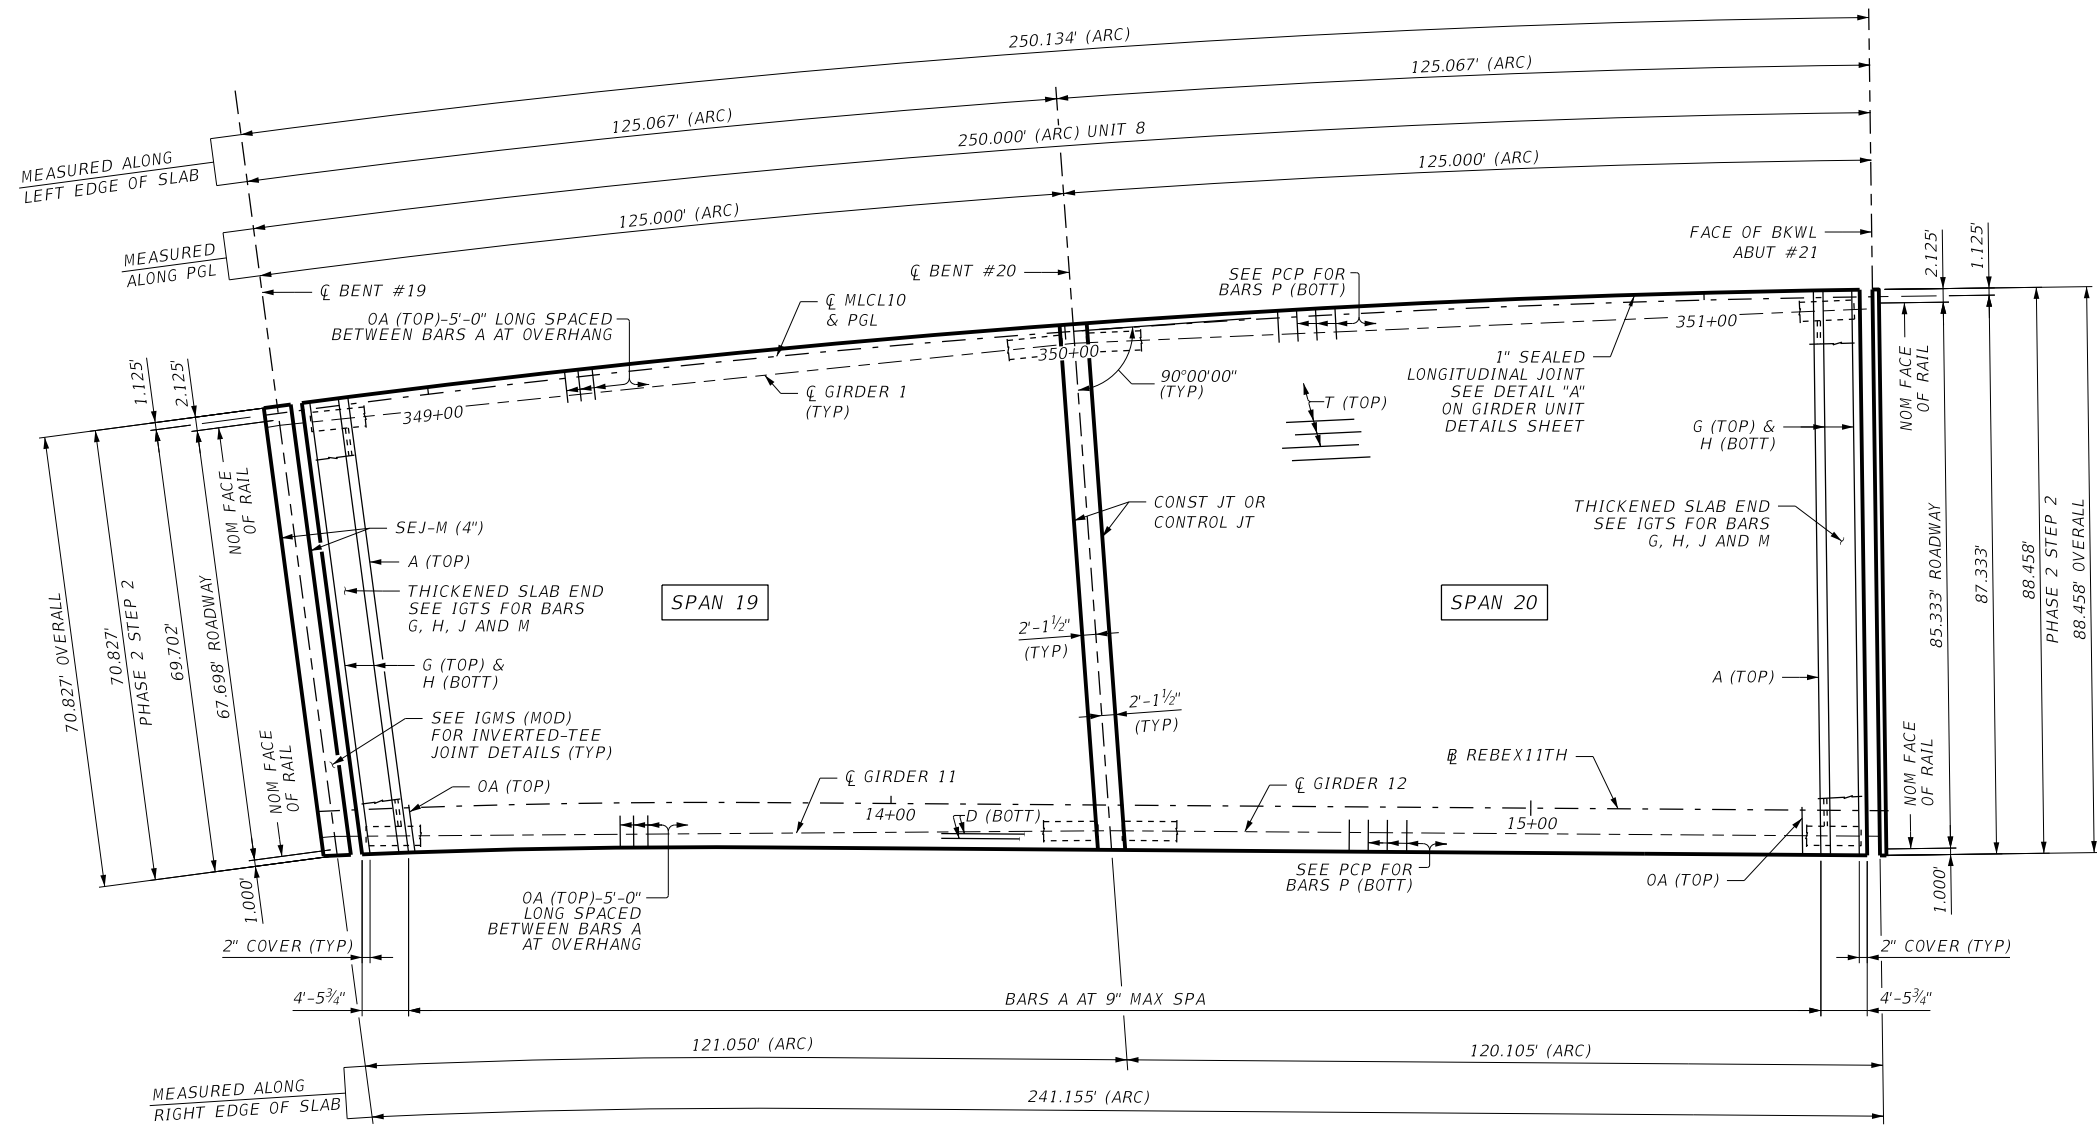 250.134' (ARC)
125.067' (ARC)
125.067' (ARC)
250.000' (ARC) UNIT 8
125.000' (ARC)
125.000' (ARC)
MEASURED ALONG
LEFT EDGE OF SLAB
MEASURED
ALONG PGL
FACE OF BKWL
ABUT #21
℄ BENT #19
℄ BENT #20
℄ MLCL10
& PGL
SEE PCP FOR
BARS P (BOTT)
OA (TOP)-5'-0" LONG SPACED
BETWEEN BARS A AT OVERHANG
2.125'
1.125'
1.125'
2.125'
349+00
350+00
351+00
℄ GIRDER 1
(TYP)
90°00'00"
(TYP)
T (TOP)
1" SEALED
LONGITUDINAL JOINT
SEE DETAIL "A"
ON GIRDER UNIT
DETAILS SHEET
G (TOP) &
H (BOTT)
NOM FACE
OF RAIL
NOM FACE
OF RAIL
SEJ-M (4")
A (TOP)
THICKENED SLAB END
SEE IGTS FOR BARS
G, H, J AND M
G (TOP) &
H (BOTT)
SPAN 19
CONST JT OR
CONTROL JT
SPAN 20
THICKENED SLAB END
SEE IGTS FOR BARS
G, H, J AND M
70.827' OVERALL
70.827'
PHASE 2 STEP 2
69.702'
67.698' ROADWAY
85.333' ROADWAY
87.333'
88.458'
PHASE 2 STEP 2
88.458' OVERALL
2'-1½"
(TYP)
2'-1½"
(TYP)
A (TOP)
SEE IGMS (MOD)
FOR INVERTED-TEE
JOINT DETAILS (TYP)
NOM FACE
OF RAIL
NOM FACE
OF RAIL
OA (TOP)
℄ GIRDER 11
14+00
D (BOTT)
℄ GIRDER 12
℄ REBEX11TH
15+00
SEE PCP FOR
BARS P (BOTT)
OA (TOP)
1.000'
1.000'
OA (TOP)-5'-0"
LONG SPACED
BETWEEN BARS A
AT OVERHANG
2" COVER (TYP)
2" COVER (TYP)
4'-5¾"
BARS A AT 9" MAX SPA
4'-5¾"
121.050' (ARC)
120.105' (ARC)
MEASURED ALONG
RIGHT EDGE OF SLAB
241.155' (ARC)